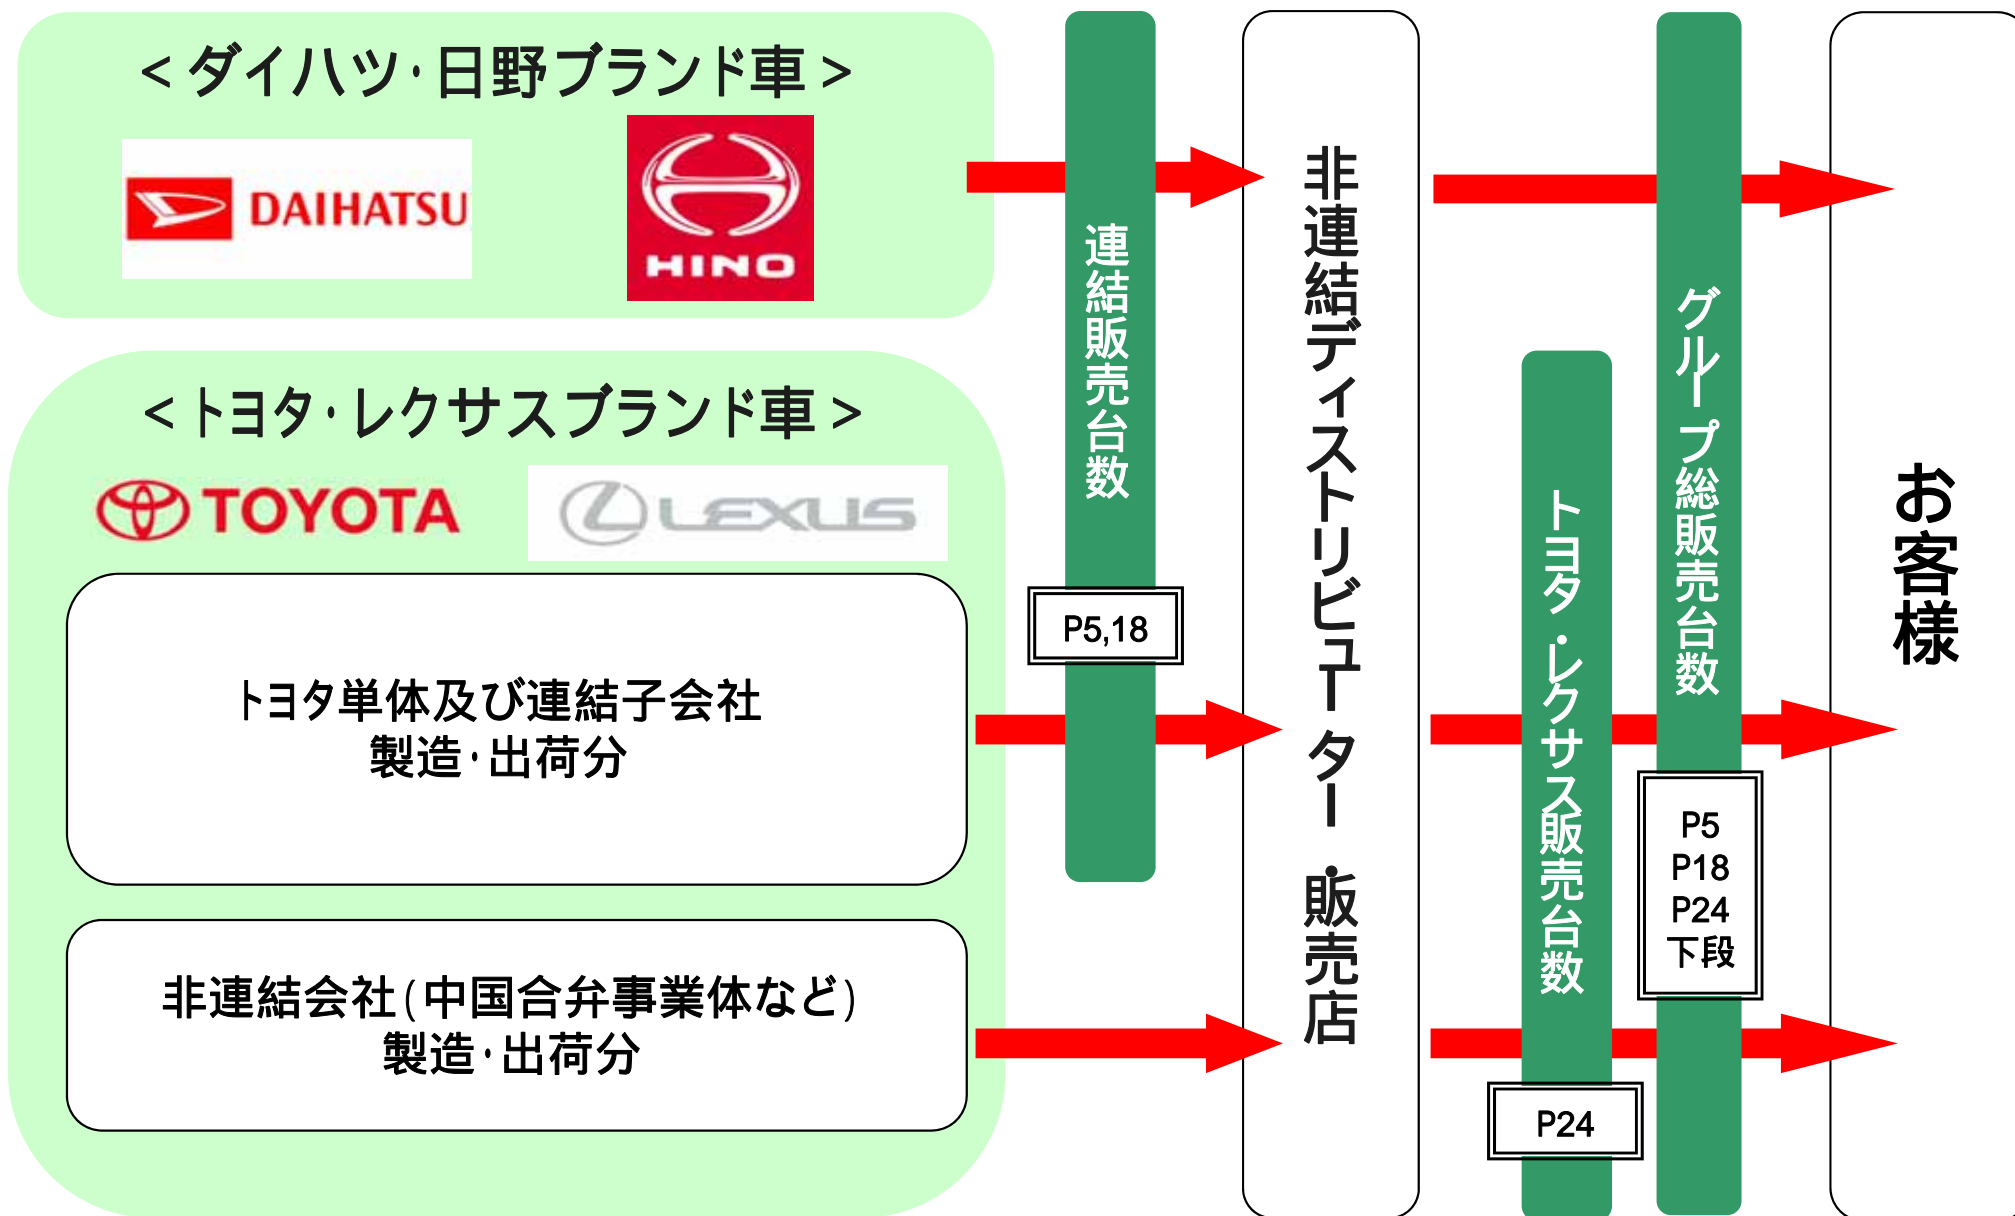 <ダイハツ･日野ブランド車>
DAIHATSU
HINO
<トヨタ･レクサスブランド車>
TOYOTA
LEXUS
トヨタ単体及び連結子会社
製造･出荷分
非連結会社(中国合弁事業体など)
製造･出荷分
連結販売台数
P5,18
非連結ディストリビューター・販売店
トヨタ・レクサス販売台数
P24
グループ総販売台数
P5
P18
P24
下段
お客様